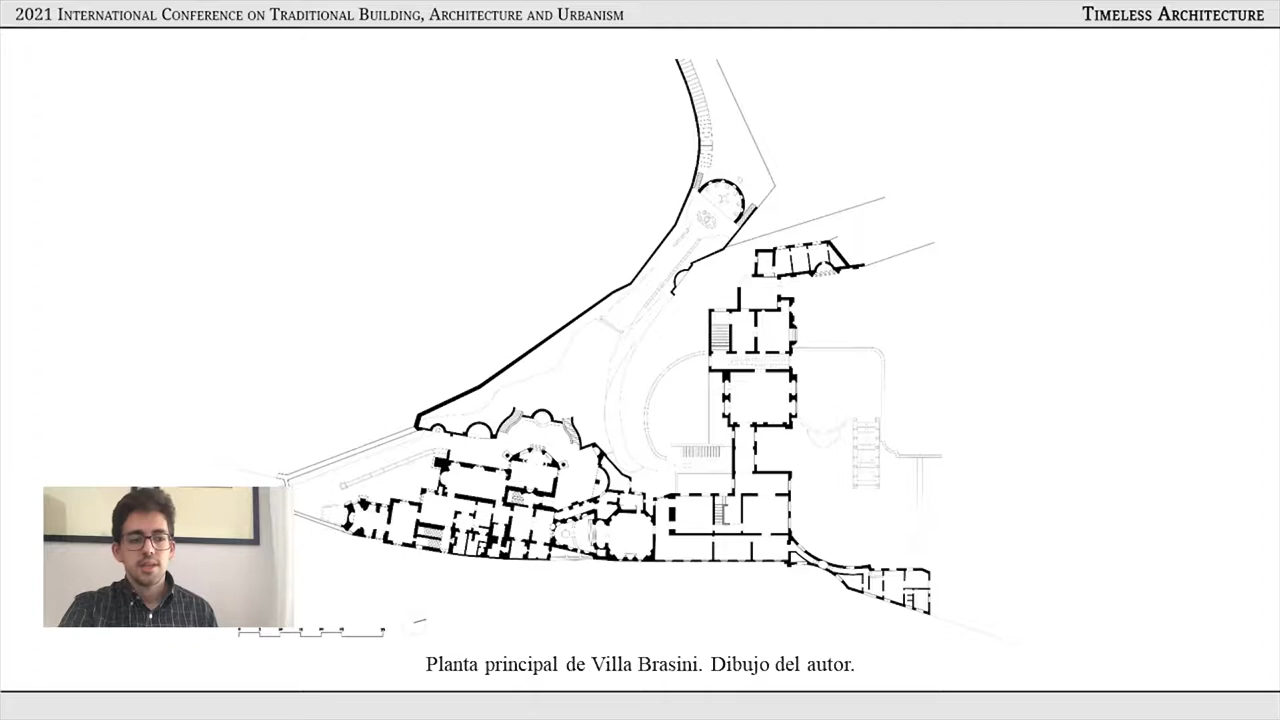 2021 International Conference on Traditional Building, Architecture and Urbanism
Timeless Architecture
Planta principal de Villa Brasini. Dibujo del autor.